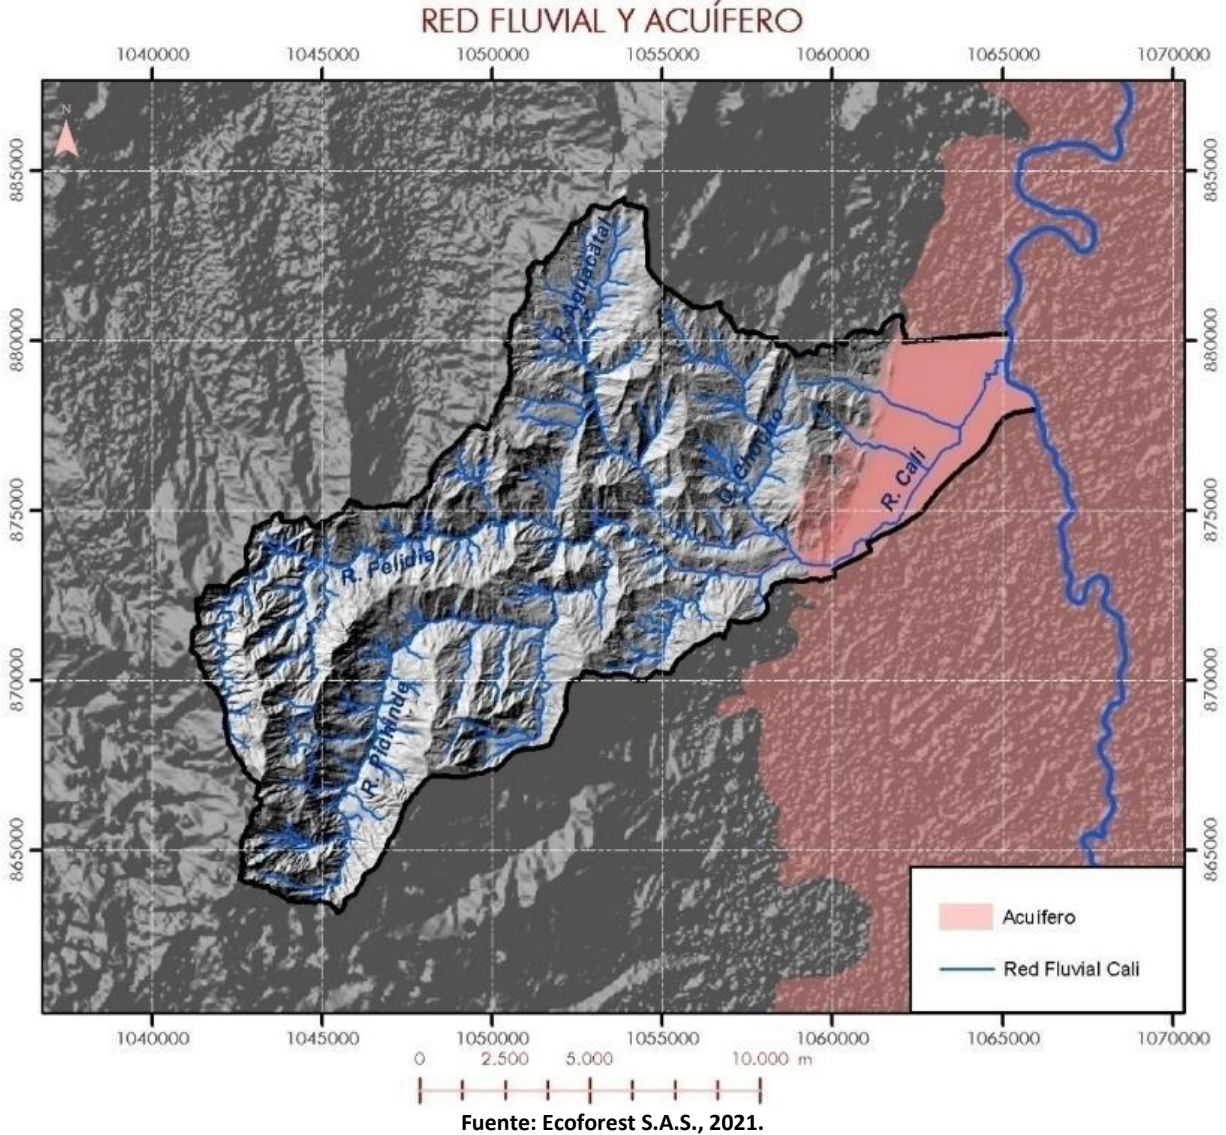 RED FLUVIAL Y ACUÍFERO
1040000 1045000 1050000 1055000 1060000 1065000 1070000
N
885000 885000
R. Aguacatal
880000 880000
Q. Chocho
R. Cali
875000 875000
R. Pelidia
870000 870000
R. Pidhinde
865000 865000
Acuífero
Red Fluvial Cali
1040000 1045000 1050000 1055000 1060000 1065000 1070000
0 2.500 5.000 10.000 m
Fuente: Ecoforest S.A.S., 2021.